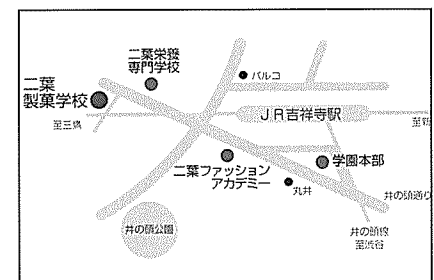 二葉栄養
専門学校
パルコ
二葉
製菓学校
JR吉祥寺駅
至三鷹
至新
学園本部
二葉ファッション
アカデミー
丸井
井の頭通り
井の頭公園
井の頭線
至渋谷